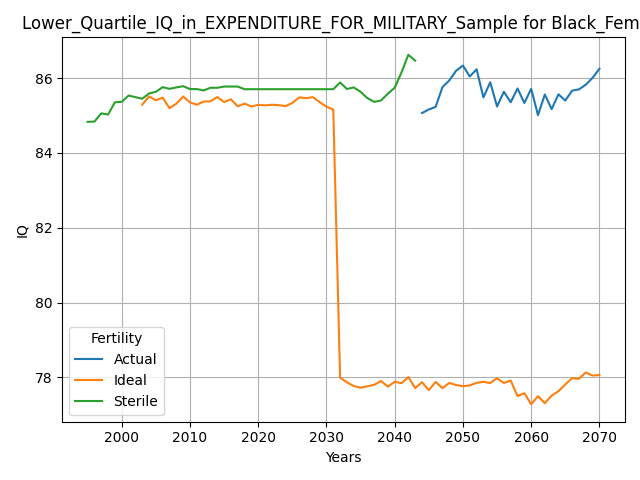 Lower_Quartile_IQ_in_EXPENDITURE_FOR_MILITARY_Sample for Black_Fem
86
84
82
80
78
IQ
Fertility
Actual
Ideal
Sterile
2000 2010 2020 2030 2040 2050 2060 2070
Years